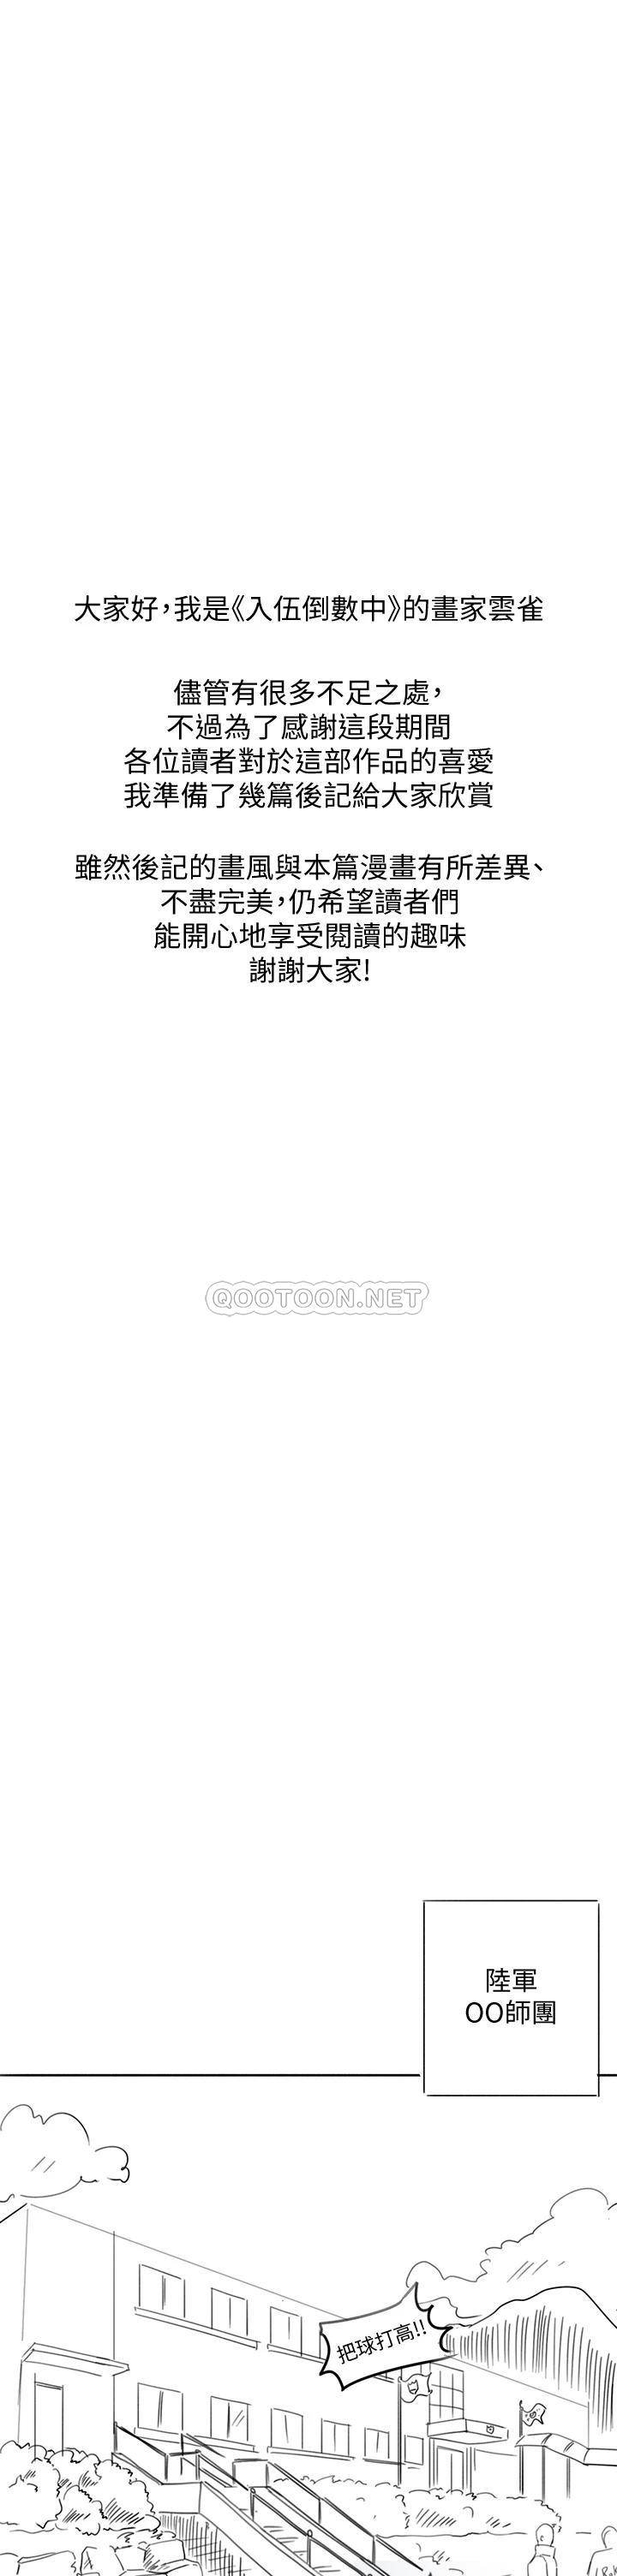 大家好，我是《入伍倒數中》的畫家雲雀
儘管有很多不足之處，
不過為了感謝這段期間
各位讀者對於這部作品的喜愛
我準備了幾篇後記給大家欣賞
雖然後記的畫風與本篇漫畫有所差異、
不盡完美，仍希望讀者們
能開心地享受閱讀的趣味
謝謝大家！
QOOTOON.NET
陸軍
OO師團
把球打高!!